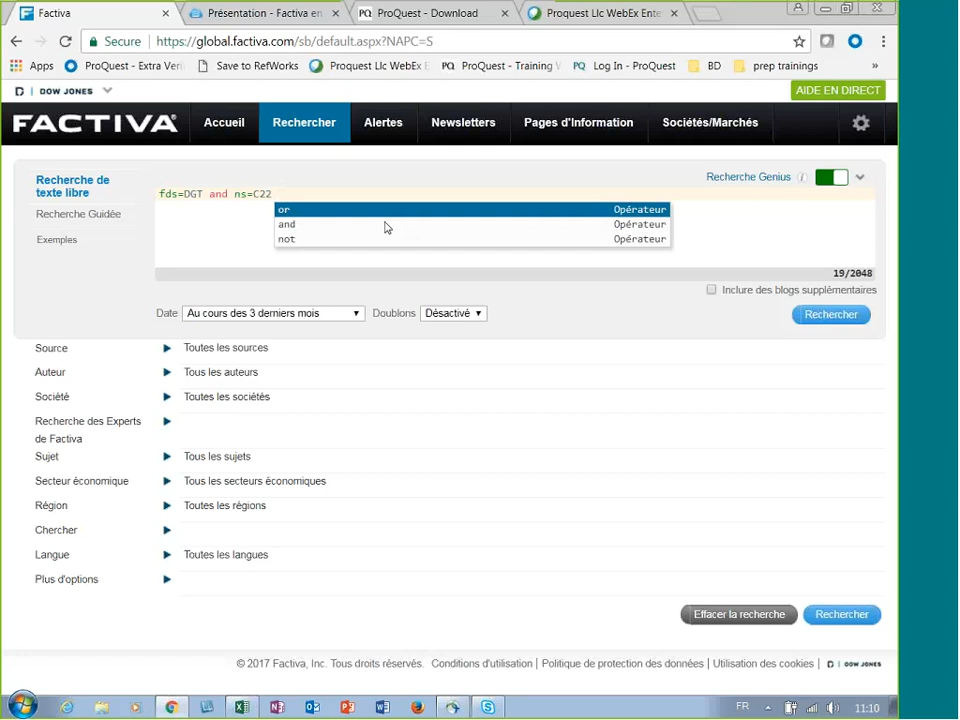 Factiva
Présentation - Factiva en
ProQuest - Download
Proquest Llc WebEx Ente
Secure
https://global.factiva.com/sb/default.aspx?NAPC=S
Apps
ProQuest - Extra Veri
Save to RefWorks
Proquest Llc WebEx E
ProQuest - Training V
Log In - ProQuest
BD
prep trainings
»
DOW JONES
AIDE EN DIRECT
FACTIVA
Accueil
Rechercher
Alertes
Newsletters
Pages d'Information
Sociétés/Marchés
Recherche de
texte libre
Recherche Guidée
Exemples
Recherche Genius
fds=DGT and ns=C22
or Opérateur
and Opérateur
not Opérateur
19/2048
Inclure des blogs supplémentaires
Date Au cours des 3 derniers mois Doublons Désactivé
Rechercher
Source Toutes les sources
Auteur Tous les auteurs
Société Toutes les sociétés
Recherche des Experts
de Factiva
Sujet Tous les sujets
Secteur économique Tous les secteurs économiques
Région Toutes les régions
Chercher
Langue Toutes les langues
Plus d'options
Effacer la recherche Rechercher
© 2017 Factiva, Inc. Tous droits réservés. Conditions d'utilisation | Politique de protection des données | Utilisation des cookies | DOW JONES
FR
11:10